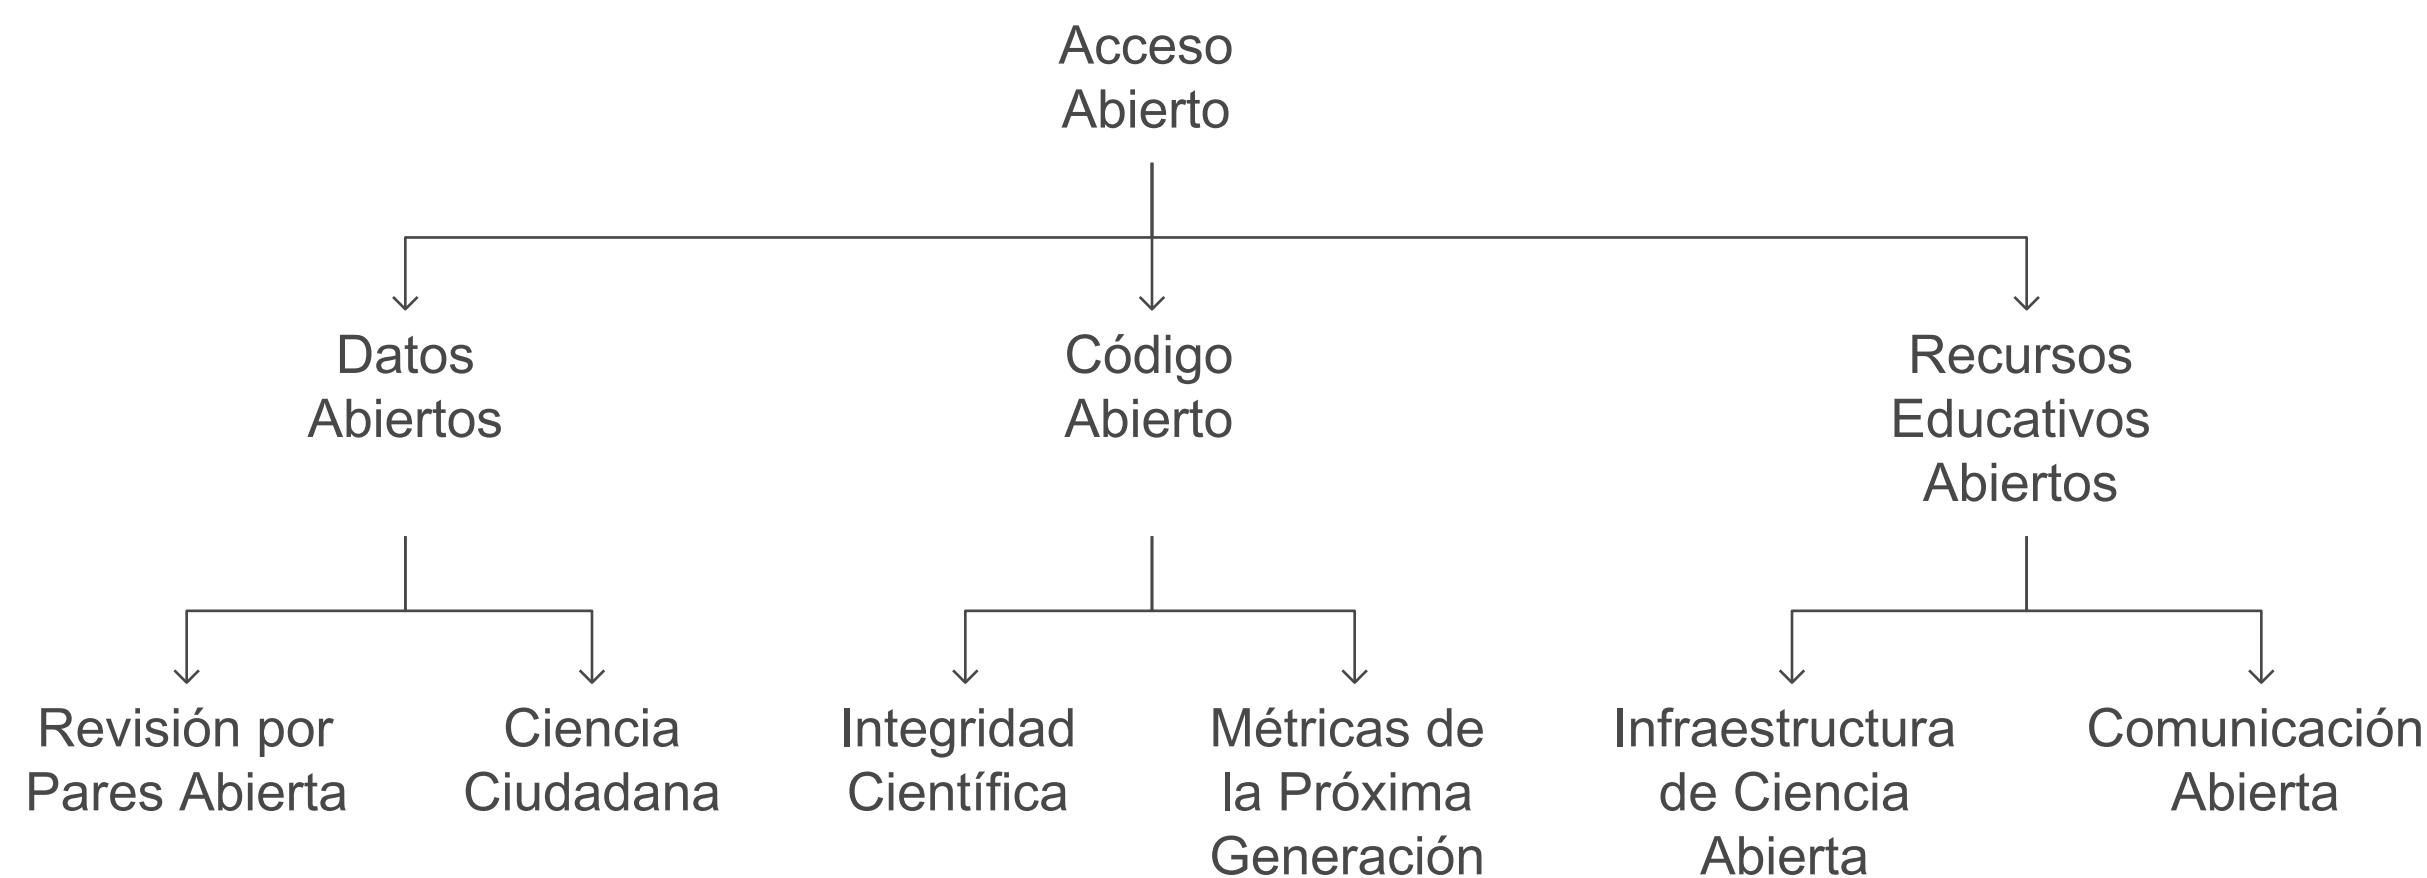 Acceso
Abierto
Datos
Abiertos
Código
Abierto
Recursos
Educativos
Abiertos
Revisión por
Pares Abierta
Ciencia
Ciudadana
Integridad
Científica
Métricas de
la Próxima
Generación
Infraestructura
de Ciencia
Abierta
Comunicación
Abierta